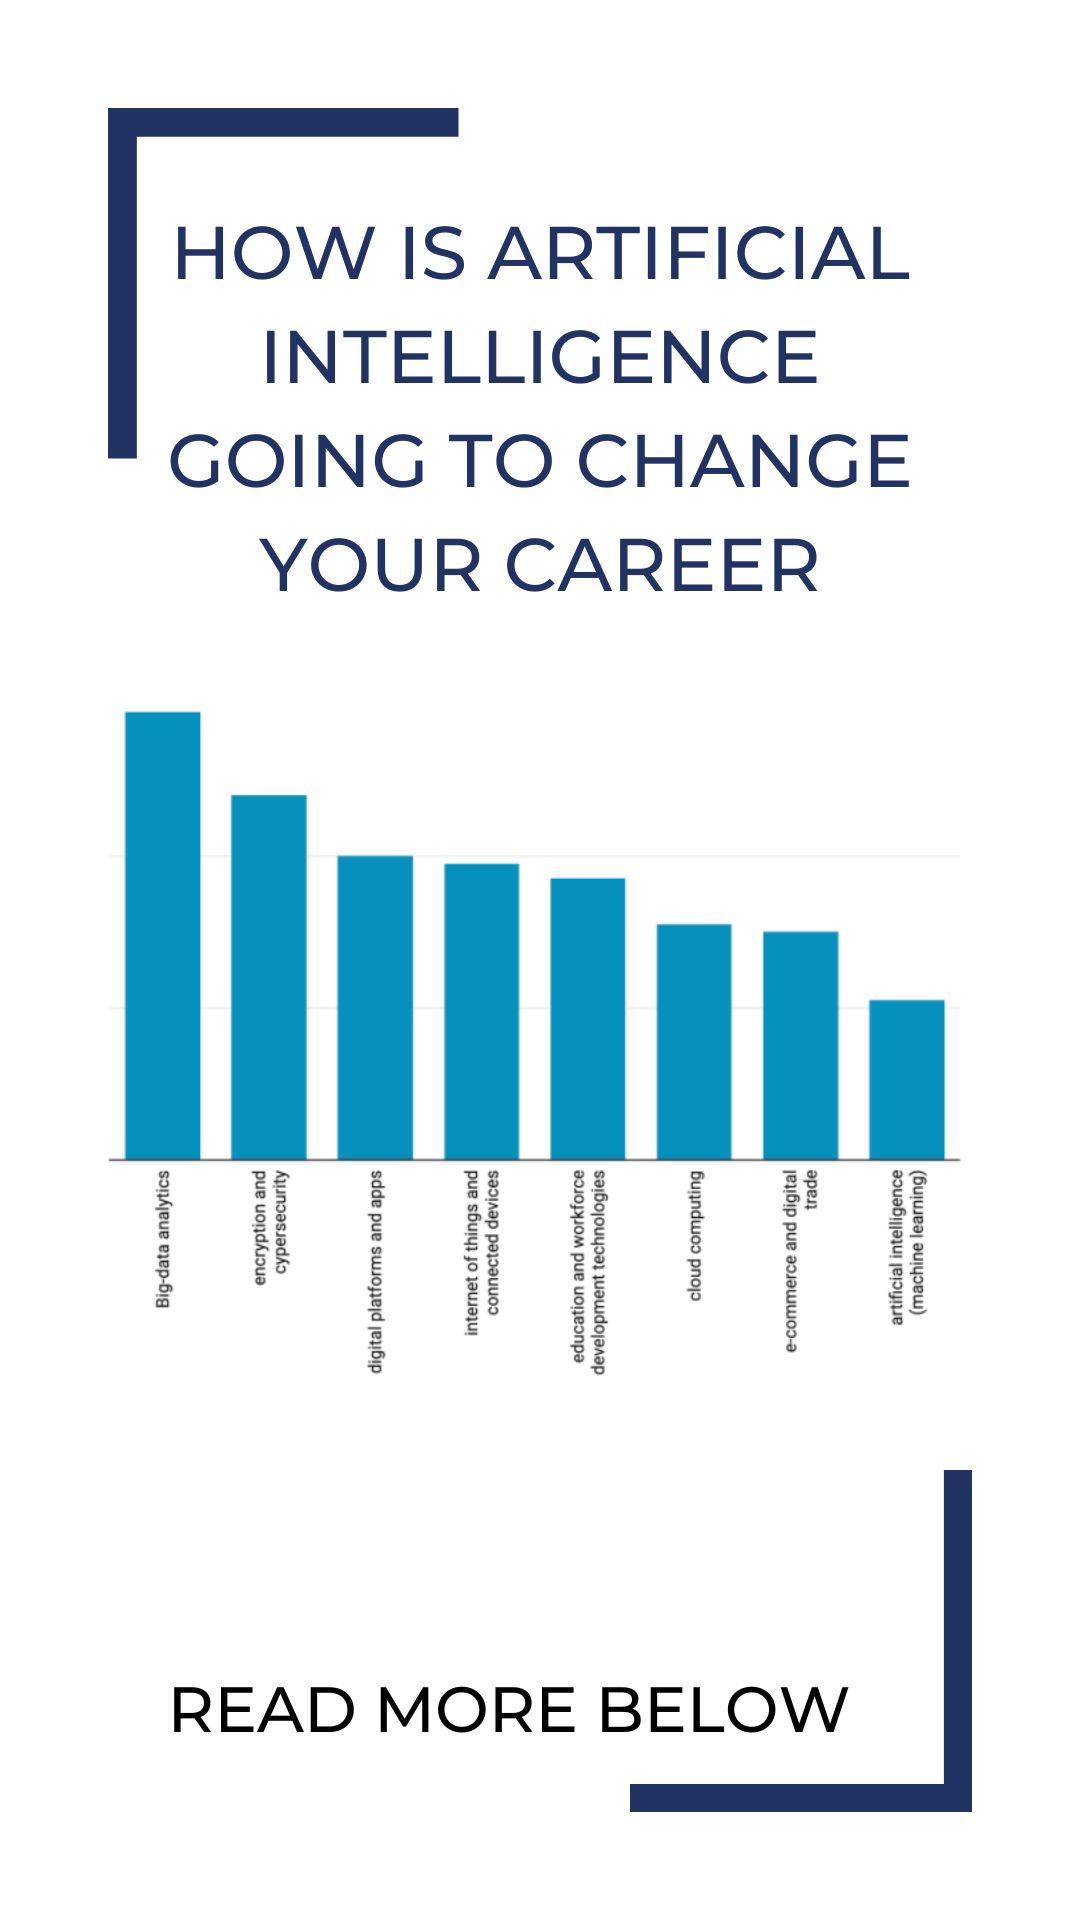 HOW IS ARTIFICIAL
INTELLIGENCE
GOING TO CHANGE
YOUR CAREER
Big-data analytics
encryption and
cypersecurity
digital platforms and apps
internet of things and
connected devices
education and workforce
development technologies
cloud computing
e-commerce and digital
trade
artificial intelligence
(machine learning)
READ MORE BELOW